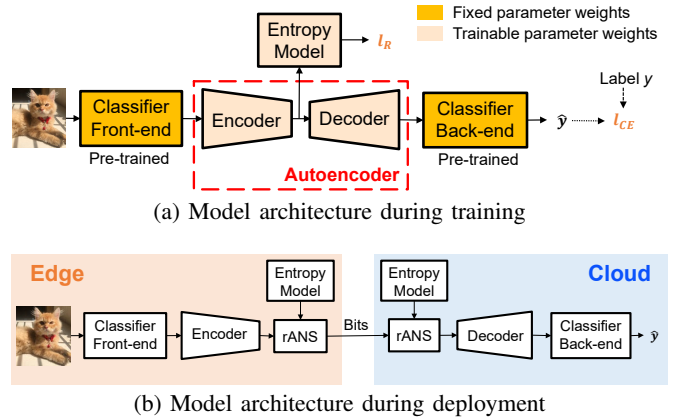 Fixed parameter weights
Trainable parameter weights
Entropy
Model
l_R
Label y
Classifier
Front-end
Encoder
Decoder
Classifier
Back-end
ŷ
l_CE
Pre-trained
Pre-trained
Autoencoder
(a) Model architecture during training
Edge
Cloud
Entropy
Model
Entropy
Model
Classifier
Front-end
Encoder
rANS
Bits
rANS
Decoder
Classifier
Back-end
ŷ
(b) Model architecture during deployment